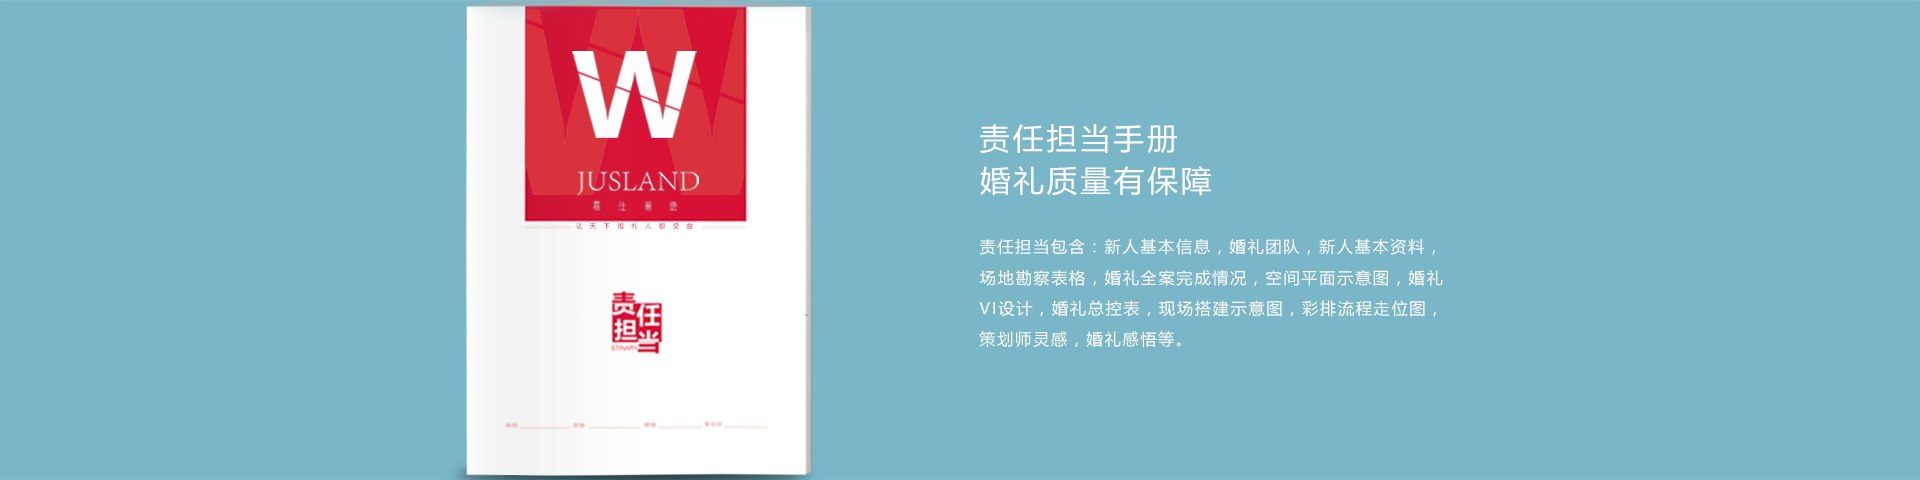 W
JUSLAND
让天下婚礼人都受益
责任
担当
责任担当手册
婚礼质量有保障
责任担当包含：新人基本信息，婚礼团队，新人基本资料，
场地勘察表格，婚礼全案完成情况，空间平面示意图，婚礼
VI设计，婚礼总控表，现场搭建示意图，彩排流程走位图，
策划师灵感，婚礼感悟等。